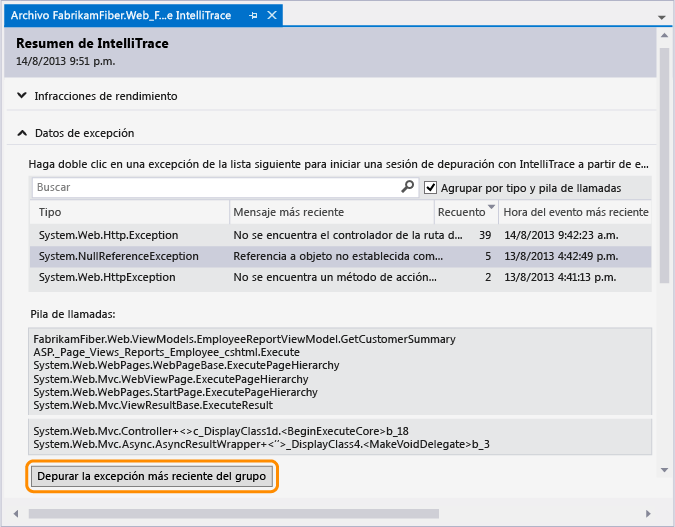 Archivo FabrikamFiber.Web_F...e IntelliTrace
Resumen de IntelliTrace
14/8/2013 9:51 p.m.
Infracciones de rendimiento
Datos de excepción
Haga doble clic en una excepción de la lista siguiente para iniciar una sesión de depuración con IntelliTrace a partir de e...
Buscar Agrupar por tipo y pila de llamadas
Tipo Mensaje más reciente Recuento Hora del evento más reciente
System.Web.Http.Exception No se encuentra el controlador de la ruta d... 39 14/8/2013 9:42:23 a.m.
System.NullReferenceException Referencia a objeto no establecida com... 5 13/8/2013 4:42:49 p.m.
System.Web.HttpException No se encuentra un método de acción... 2 13/8/2013 4:41:13 p.m.
Pila de llamadas:
FabrikamFiber.Web.ViewModels.EmployeeReportViewModel.GetCustomerSummary
ASP._Page_Views_Reports_Employee_cshtml.Execute
System.Web.WebPages.WebPageBase.ExecutePageHierarchy
System.Web.Mvc.WebViewPage.ExecutePageHierarchy
System.Web.WebPages.StartPage.ExecutePageHierarchy
System.Web.Mvc.ViewResultBase.ExecuteResult
System.Web.Mvc.Controller+<>c_DisplayClass1d.<BeginExecuteCore>b_18
System.Web.Mvc.Async.AsyncResultWrapper+<">_DisplayClass4.<MakeVoidDelegate>b_3
Depurar la excepción más reciente del grupo